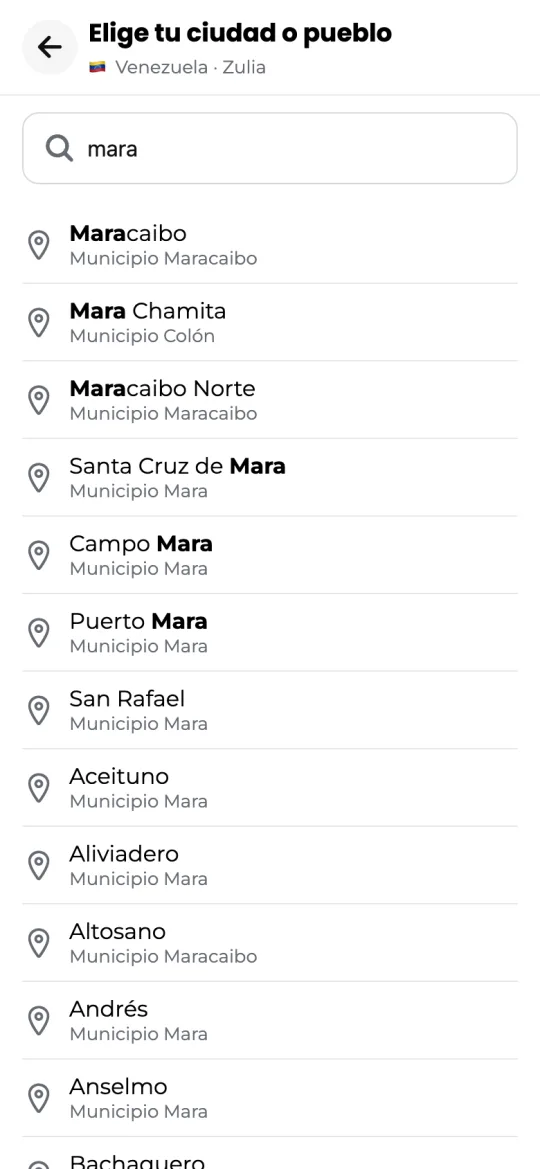 Elige tu ciudad o pueblo
Venezuela · Zulia
mara
Maracaibo
Municipio Maracaibo
Mara Chamita
Municipio Colón
Maracaibo Norte
Municipio Maracaibo
Santa Cruz de Mara
Municipio Mara
Campo Mara
Municipio Mara
Puerto Mara
Municipio Mara
San Rafael
Municipio Mara
Aceituno
Municipio Mara
Aliviadero
Municipio Mara
Altosano
Municipio Maracaibo
Andrés
Municipio Mara
Anselmo
Municipio Mara
Bachaquero